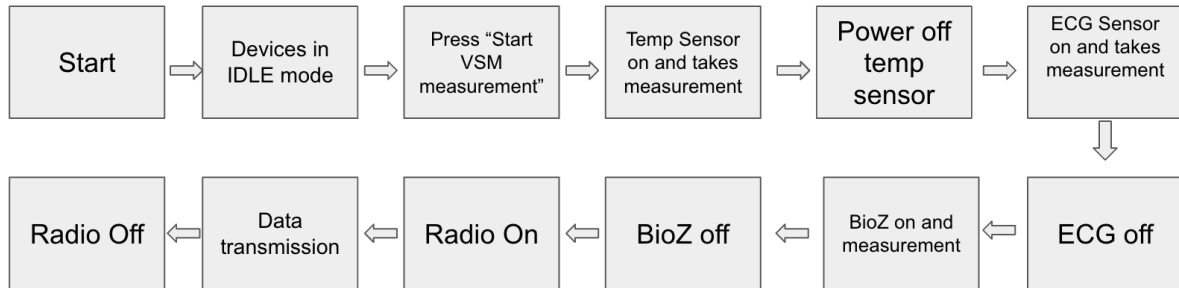 Start
Devices in
IDLE mode
Press “Start
VSM
measurement”
Temp Sensor
on and takes
measurement
Power off
temp
sensor
ECG Sensor
on and takes
measurement
ECG off
BioZ on and
measurement
BioZ off
Radio On
Data
transmission
Radio Off